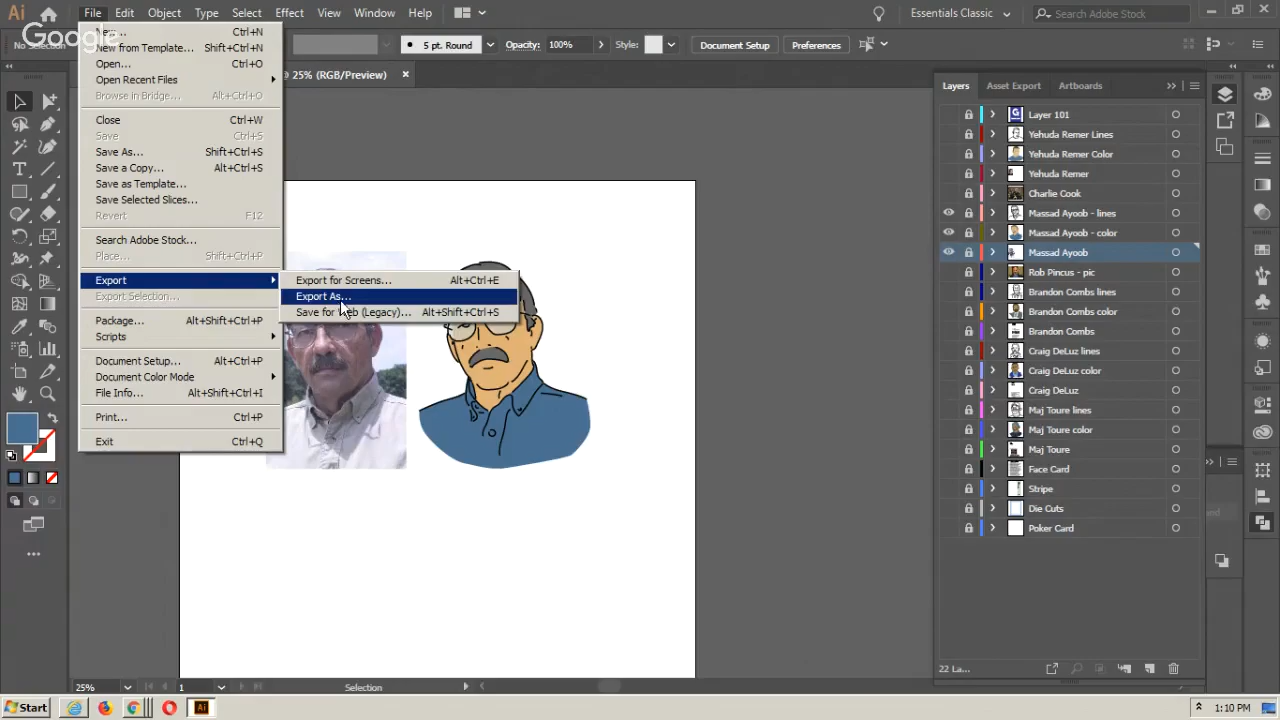 Ai File Edit Object Type Select Effect View Window Help Essentials Classic Search Adobe Stock
Google
No Selection 5 pt. Round Opacity: 100% Style: Document Setup Preferences
25% (RGB/Preview)
New... Ctrl+N
New from Template... Shift+Ctrl+N
Open... Ctrl+O
Open Recent Files
Browse in Bridge... Alt+Ctrl+O
Close Ctrl+W
Save Ctrl+S
Save As... Shift+Ctrl+S
Save a Copy... Alt+Ctrl+S
Save as Template...
Save Selected Slices...
Revert F12
Search Adobe Stock...
Place... Shift+Ctrl+P
Export
Export Selection...
Package... Alt+Shift+Ctrl+P
Scripts
Document Setup... Alt+Ctrl+P
Document Color Mode
File Info... Alt+Shift+Ctrl+I
Print... Ctrl+P
Exit Ctrl+Q
Export for Screens... Alt+Ctrl+E
Export As...
Save for Web (Legacy)... Alt+Shift+Ctrl+S
Layers Asset Export Artboards
Layer 101
Yehuda Remer Lines
Yehuda Remer Color
Yehuda Remer
Charlie Cook
Massad Ayoob - lines
Massad Ayoob - color
Massad Ayoob
Rob Pincus - pic
Brandon Combs lines
Brandon Combs color
Brandon Combs
Craig DeLuz lines
Craig DeLuz color
Craig DeLuz
Maj Toure lines
Maj Toure color
Maj Toure
Face Card
Stripe
Die Cuts
Poker Card
22 La...
25% 1 Selection
Start Ai 1:10 PM